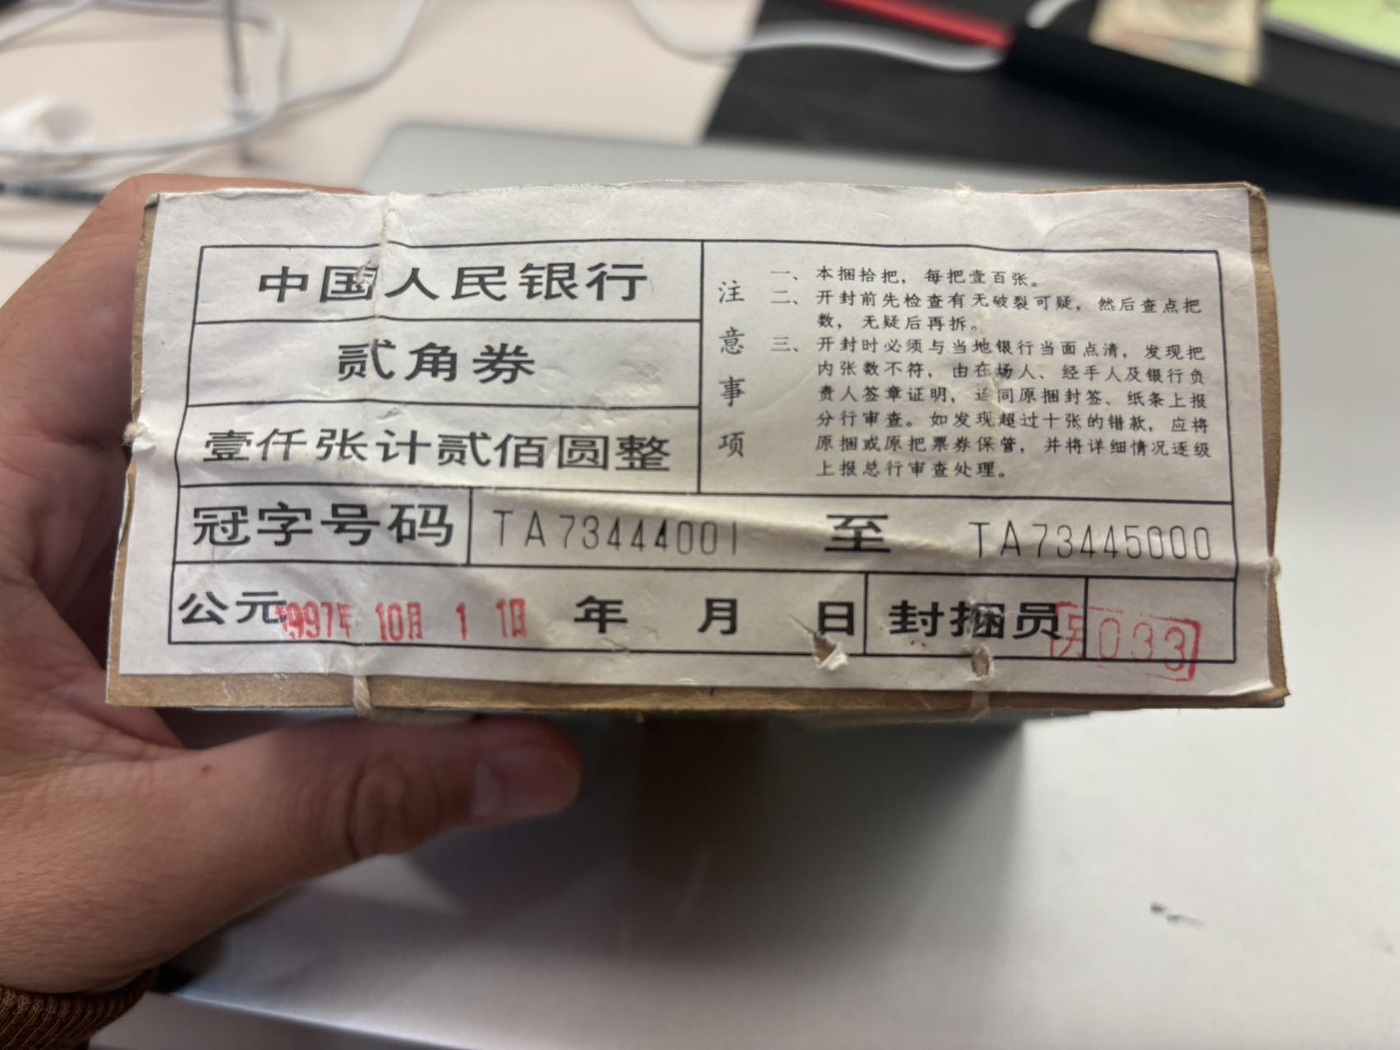 中国人民银行
贰角券
壹仟张计贰佰圆整
注意事项
一、本捆拾把，每把壹百张。
二、开封前先检查有无破裂可疑，然后查点把
数，无疑后再拆。
三、开封时必须与当地银行当面点清，发现把
内张数不符，由在场人、经手人及银行负
责人签章证明，连同原捆封签、纸条上报
分行审查。如发现超过十张的错款，应将
原捆或原把票券保管，并将详细情况逐级
上报总行审查处理。
冠字号码 TA73444001 至 TA73445000
公元 1997年 10月 1 1日 年 月 日 封捆员 033